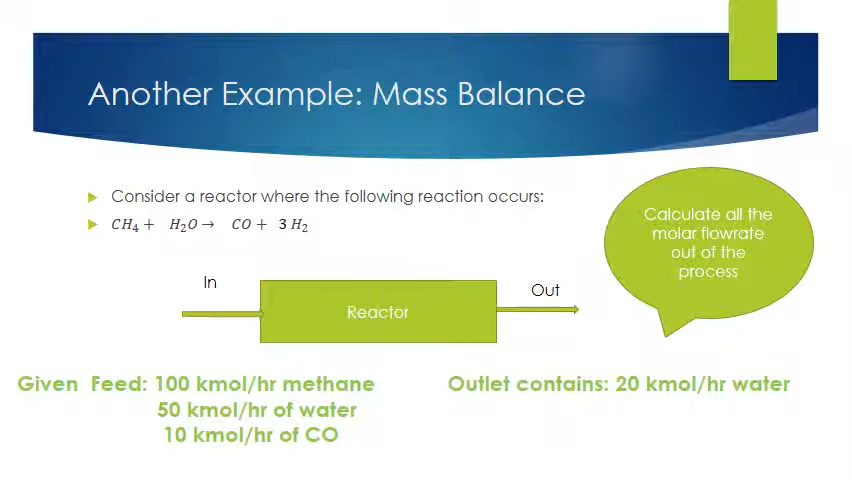 Another Example: Mass Balance
Consider a reactor where the following reaction occurs:
CH₄ + H₂O → CO + 3 H₂
Calculate all the
molar flowrate
out of the
process
In
Reactor
Out
Given Feed: 100 kmol/hr methane
50 kmol/hr of water
10 kmol/hr of CO
Outlet contains: 20 kmol/hr water